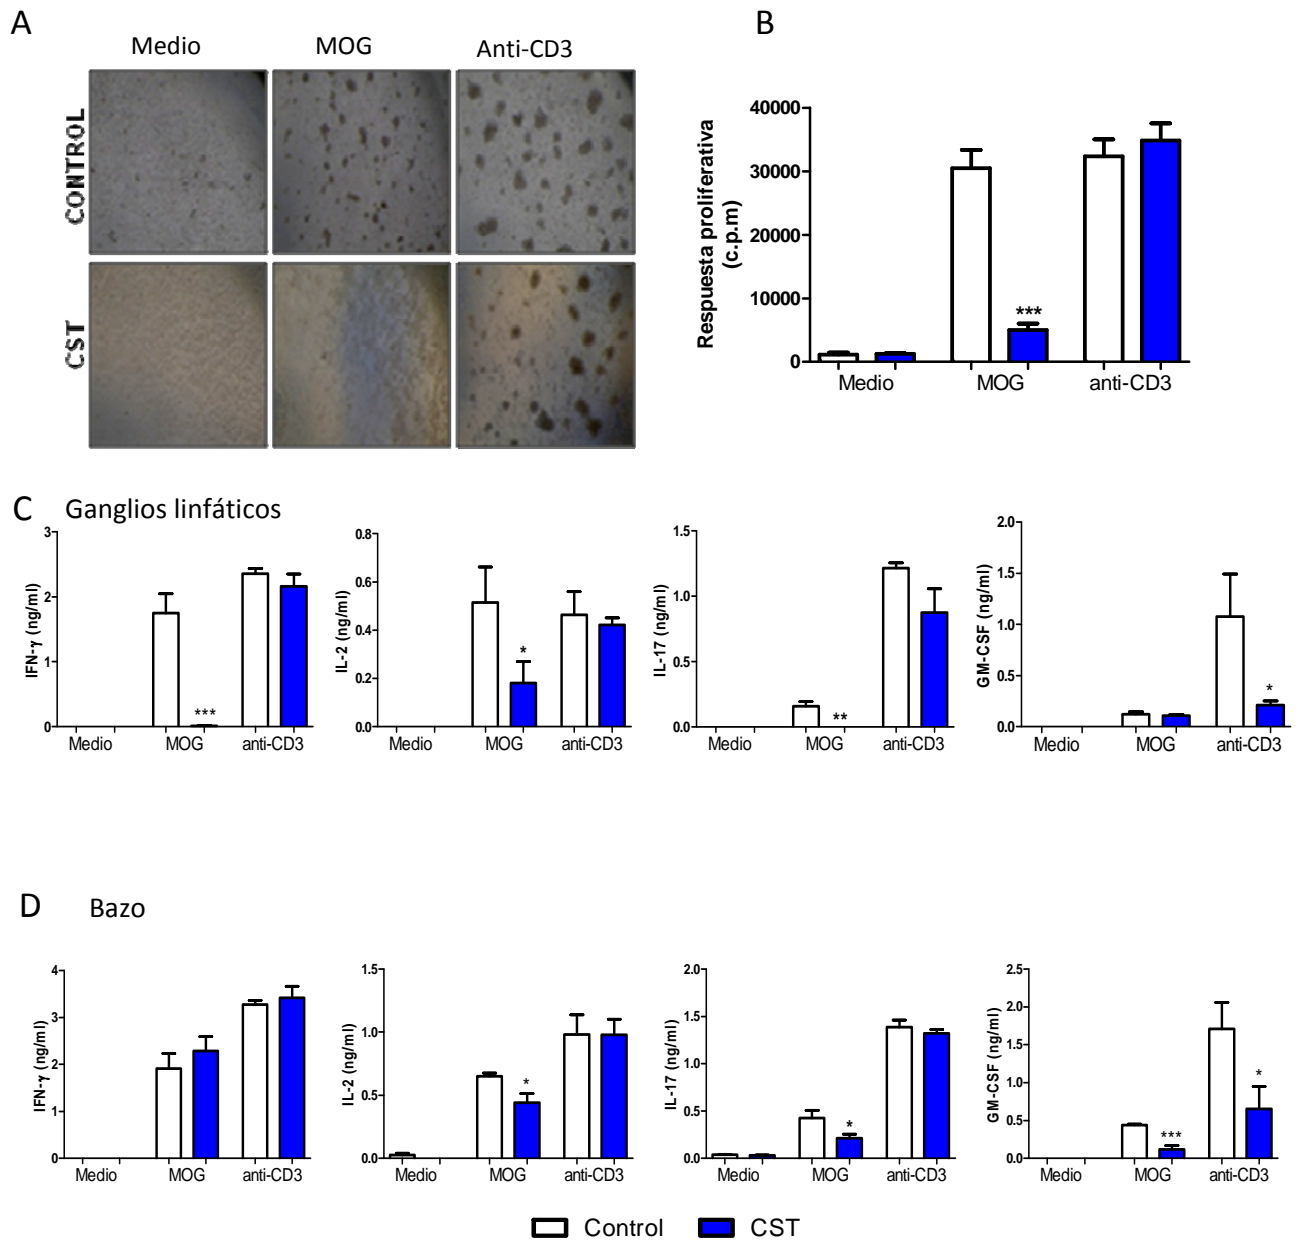 A
Medio
MOG
Anti-CD3
CONTROL
CST
B
Respuesta proliferativa
(c.p.m)
40000
30000
20000
10000
0
***
Medio
MOG
anti-CD3
C
Ganglios linfáticos
IFN-γ (ng/ml)
3
2
1
0
***
Medio
MOG
anti-CD3
IL-2 (ng/ml)
0.8
0.6
0.4
0.2
0.0
*
Medio
MOG
anti-CD3
IL-17 (ng/ml)
1.5
1.0
0.5
0.0
**
Medio
MOG
anti-CD3
GM-CSF (ng/ml)
2.0
1.5
1.0
0.5
0.0
*
Medio
MOG
anti-CD3
D
Bazo
IFN-γ (ng/ml)
4
3
2
1
0
Medio
MOG
anti-CD3
IL-2 (ng/ml)
1.5
1.0
0.5
0.0
*
Medio
MOG
anti-CD3
IL-17 (ng/ml)
2.0
1.5
1.0
0.5
0.0
*
Medio
MOG
anti-CD3
GM-CSF (ng/ml)
2.5
2.0
1.5
1.0
0.5
0.0
***
*
Medio
MOG
anti-CD3
Control
CST